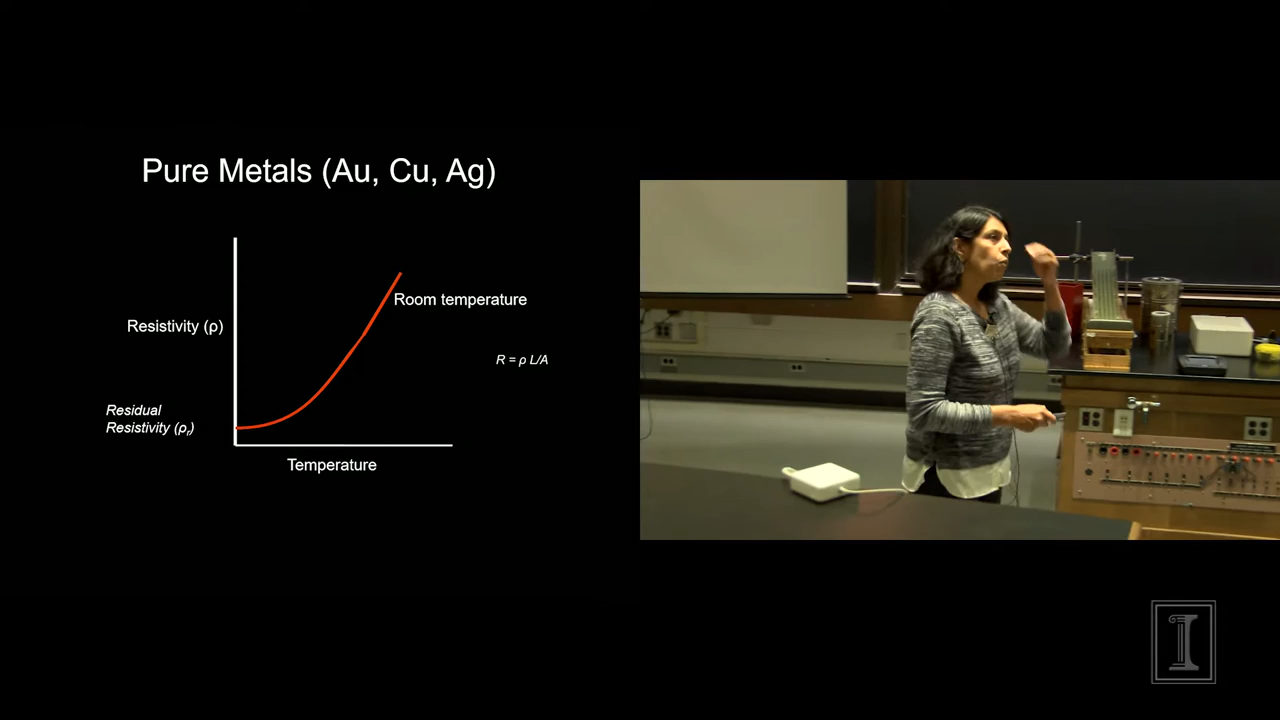 Pure Metals (Au, Cu, Ag)
Room temperature
Resistivity (ρ)
R = ρ L/A
Residual
Resistivity (ρr)
Temperature